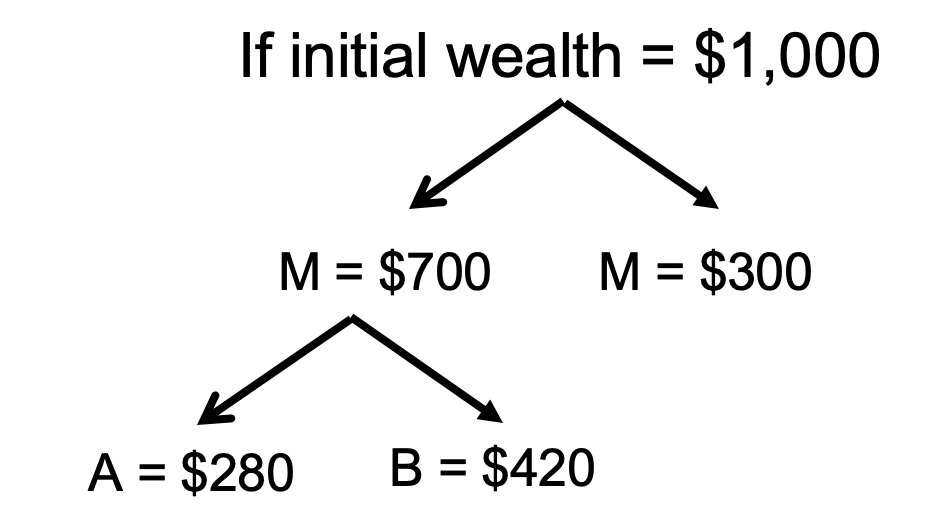 If initial wealth = $1,000
M = $700 M = $300
A = $280 B = $420